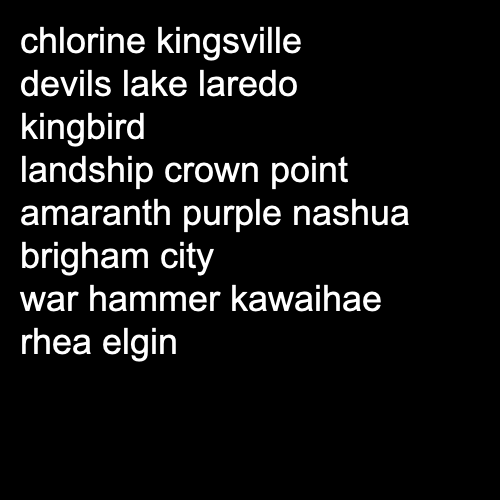 chlorine kingsville
devils lake laredo
kingbird
landship crown point
amaranth purple nashua
brigham city
war hammer kawaihae
rhea elgin